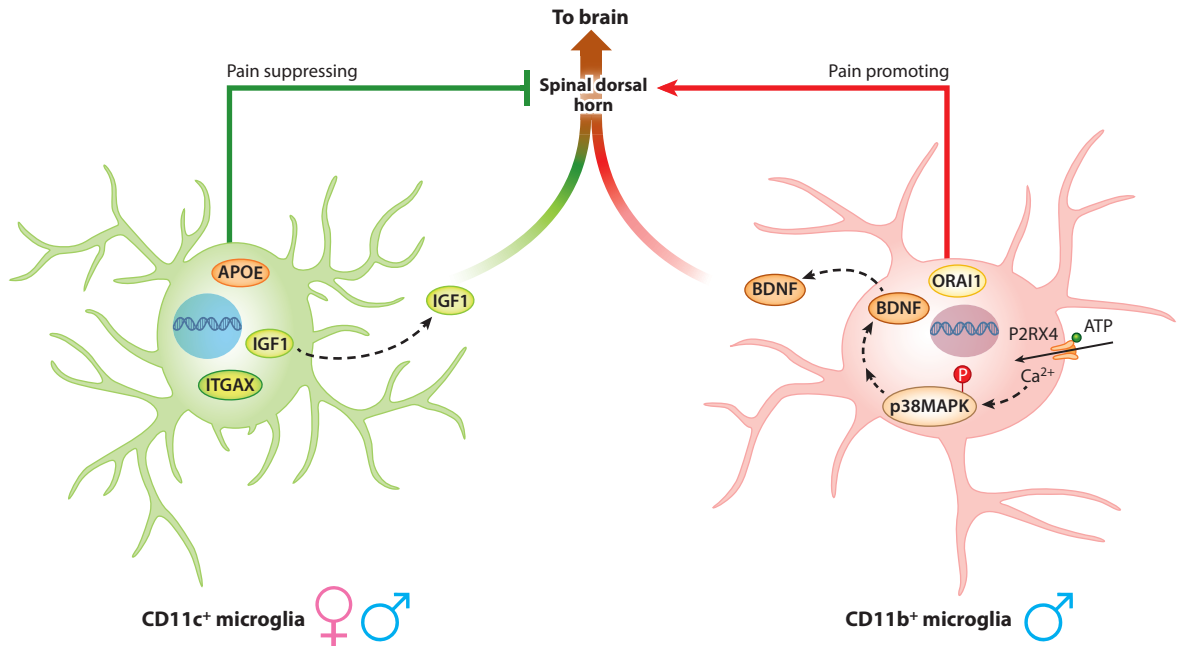 To brain
Pain suppressing
Pain promoting
Spinal dorsal
horn
APOE
IGF1
IGF1
ITGAX
BDNF
BDNF
ORAI1
P2RX4
ATP
Ca²⁺
P
p38MAPK
CD11c⁺ microglia
CD11b⁺ microglia